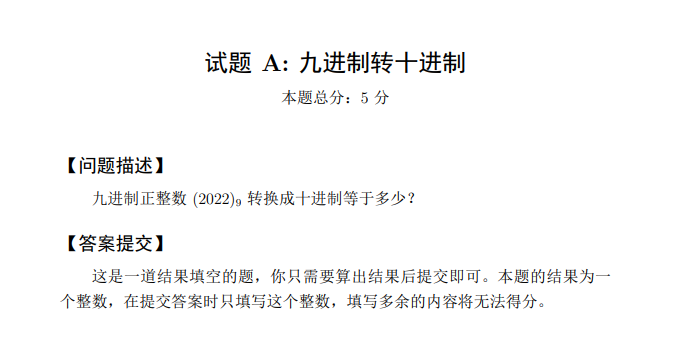 试题 A: 九进制转十进制
本题总分：5 分
【问题描述】
九进制正整数 (2022)₉ 转换成十进制等于多少？
【答案提交】
这是一道结果填空的题，你只需要算出结果后提交即可。本题的结果为一
个整数，在提交答案时只填写这个整数，填写多余的内容将无法得分。